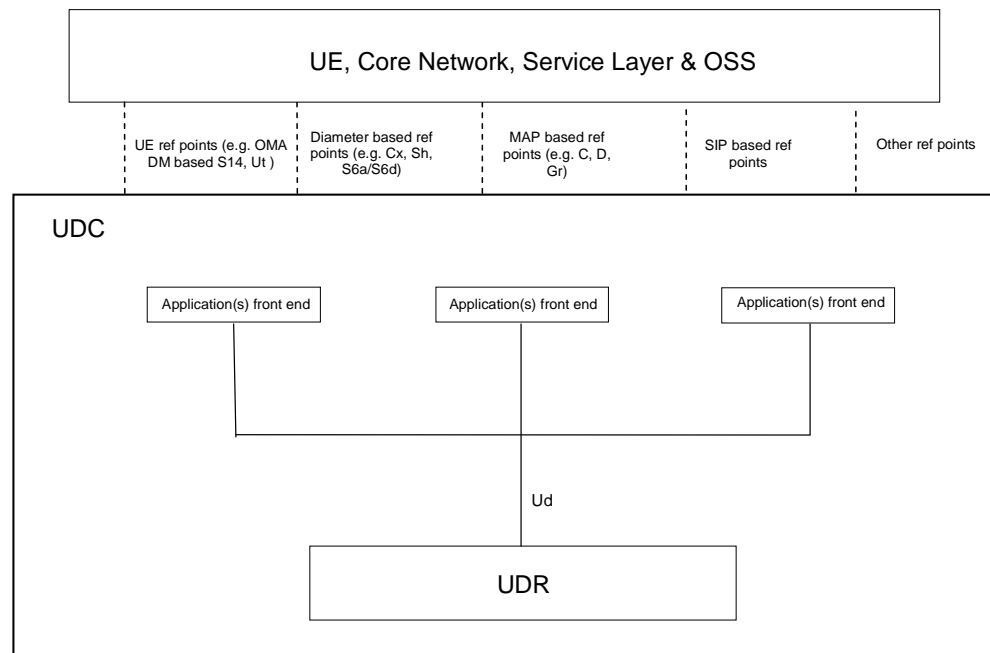 UE, Core Network, Service Layer & OSS
UE ref points (e.g. OMA
DM based S14, Ut )
Diameter based ref
points (e.g. Cx, Sh,
S6a/S6d)
MAP based ref
points (e.g. C, D,
Gr)
SIP based ref
points
Other ref points
UDC
Application(s) front end
Application(s) front end
Application(s) front end
Ud
UDR